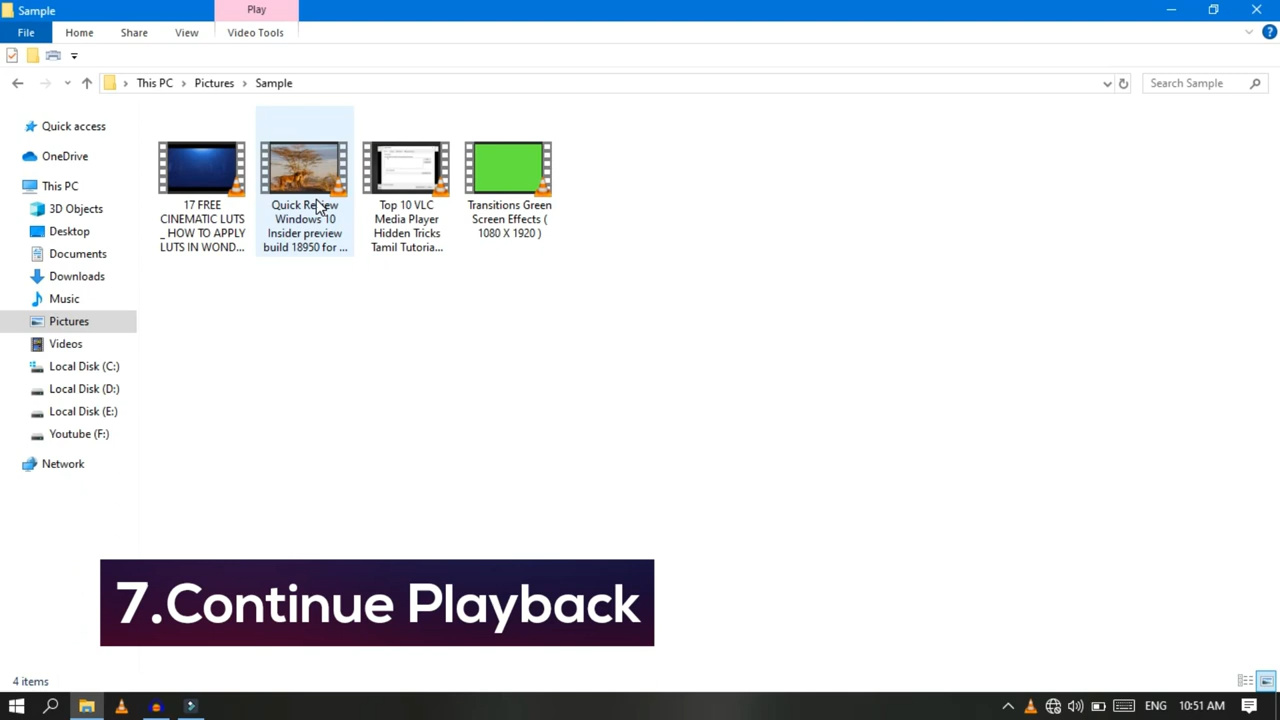 Sample
Play
File
Home
Share
View
Video Tools
This PC
Pictures
Sample
Search Sample
Quick access
OneDrive
This PC
3D Objects
Desktop
Documents
Downloads
Music
Pictures
Videos
Local Disk (C:)
Local Disk (D:)
Local Disk (E:)
Youtube (F:)
Network
17 FREE
CINEMATIC LUTS
_ HOW TO APPLY
LUTS IN WOND...
Quick Review
Windows 10
Insider preview
build 18950 for ...
Top 10 VLC
Media Player
Hidden Tricks
Tamil Tutoria...
Transitions Green
Screen Effects (
1080 X 1920 )
7.Continue Playback
4 items
ENG
10:51 AM